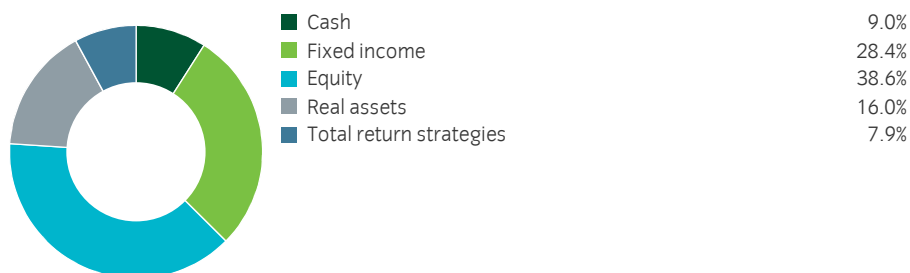 Cash 9.0%
Fixed income 28.4%
Equity 38.6%
Real assets 16.0%
Total return strategies 7.9%